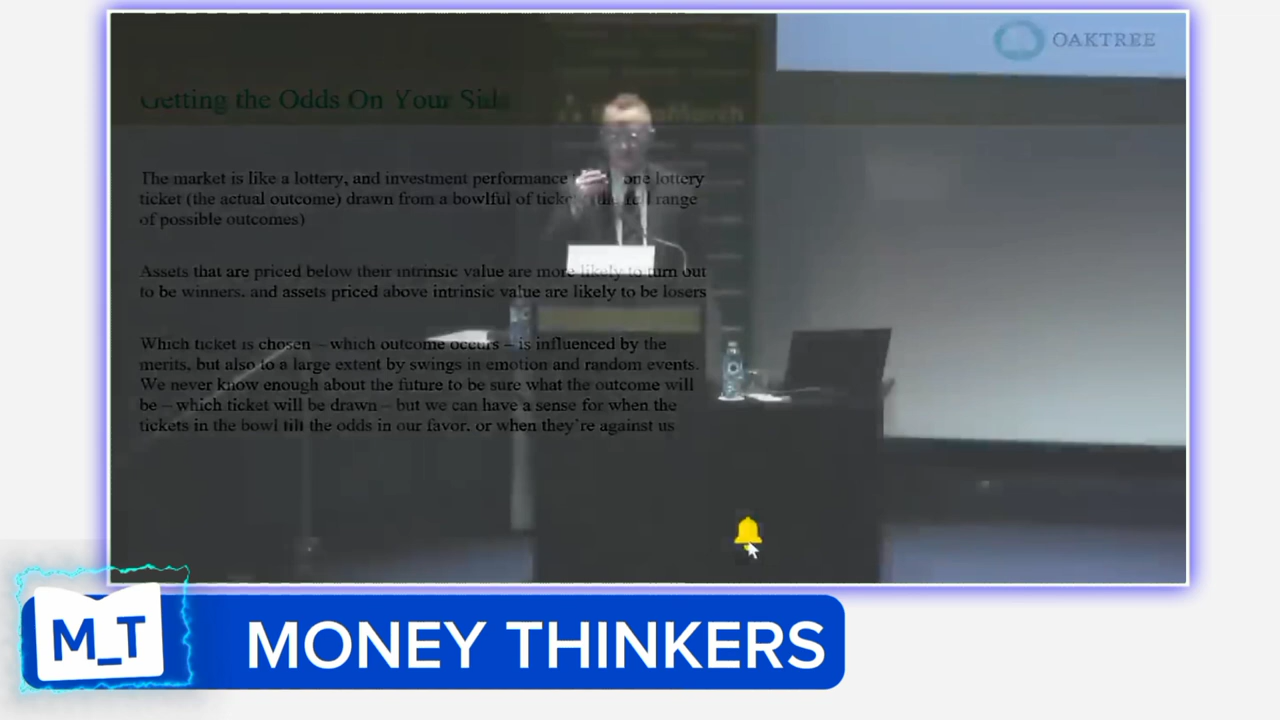 OAKTREE
Getting the Odds On Your Side
The market is like a lottery, and investment performance one lottery
ticket (the actual outcome) drawn from a bowlful of tickets range
of possible outcomes)
Assets that are priced below their intrinsic value are more likely to turn out
to be winners, and assets priced above intrinsic value are likely to be losers
Which ticket is chosen – which outcome occurs – is influenced by the
merits, but also to a large extent by swings in emotion and random events.
We never know enough about the future to be sure what the outcome will
be – which ticket will be drawn – but we can have a sense for when the
tickets in the bowl tilt the odds in our favor, or when they're against us
M_T
MONEY THINKERS